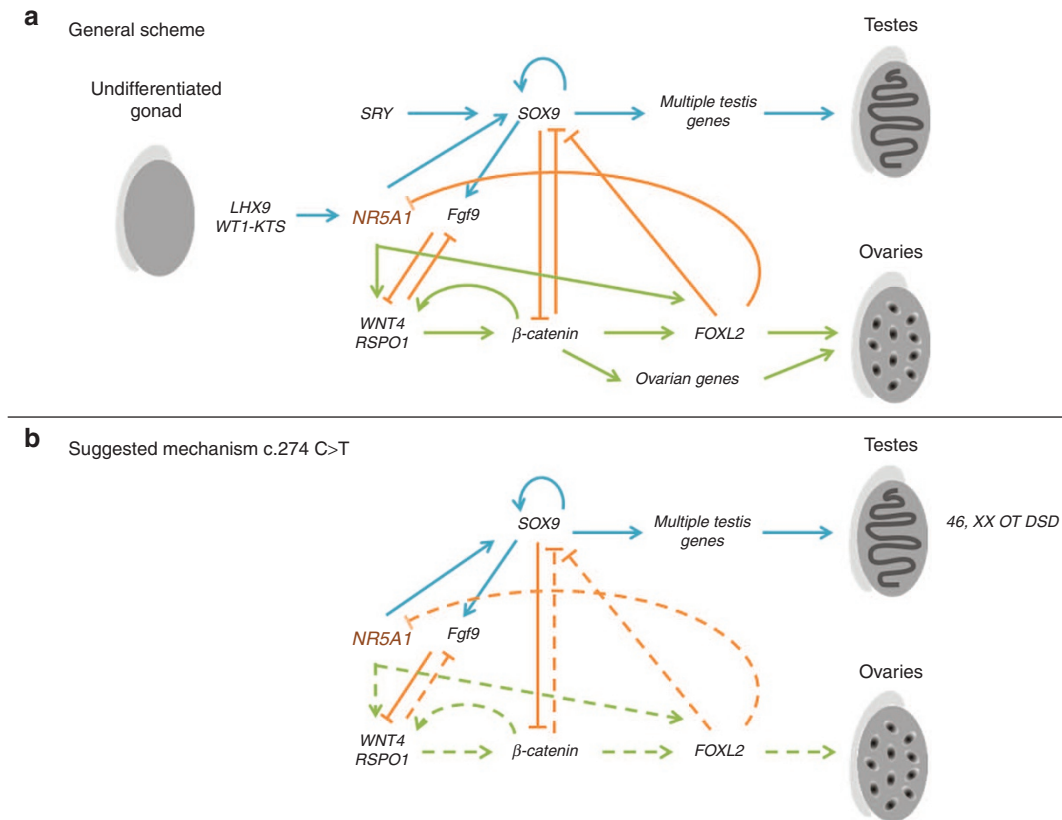 a
General scheme
Testes
Undifferentiated
gonad
SRY
SOX9
Multiple testis
genes
LHX9
WT1-KTS
NR5A1
Fgf9
Ovaries
WNT4
RSPO1
β-catenin
FOXL2
Ovarian genes
b
Suggested mechanism c.274 C>T
Testes
SOX9
Multiple testis
genes
46, XX OT DSD
NR5A1
Fgf9
Ovaries
WNT4
RSPO1
β-catenin
FOXL2